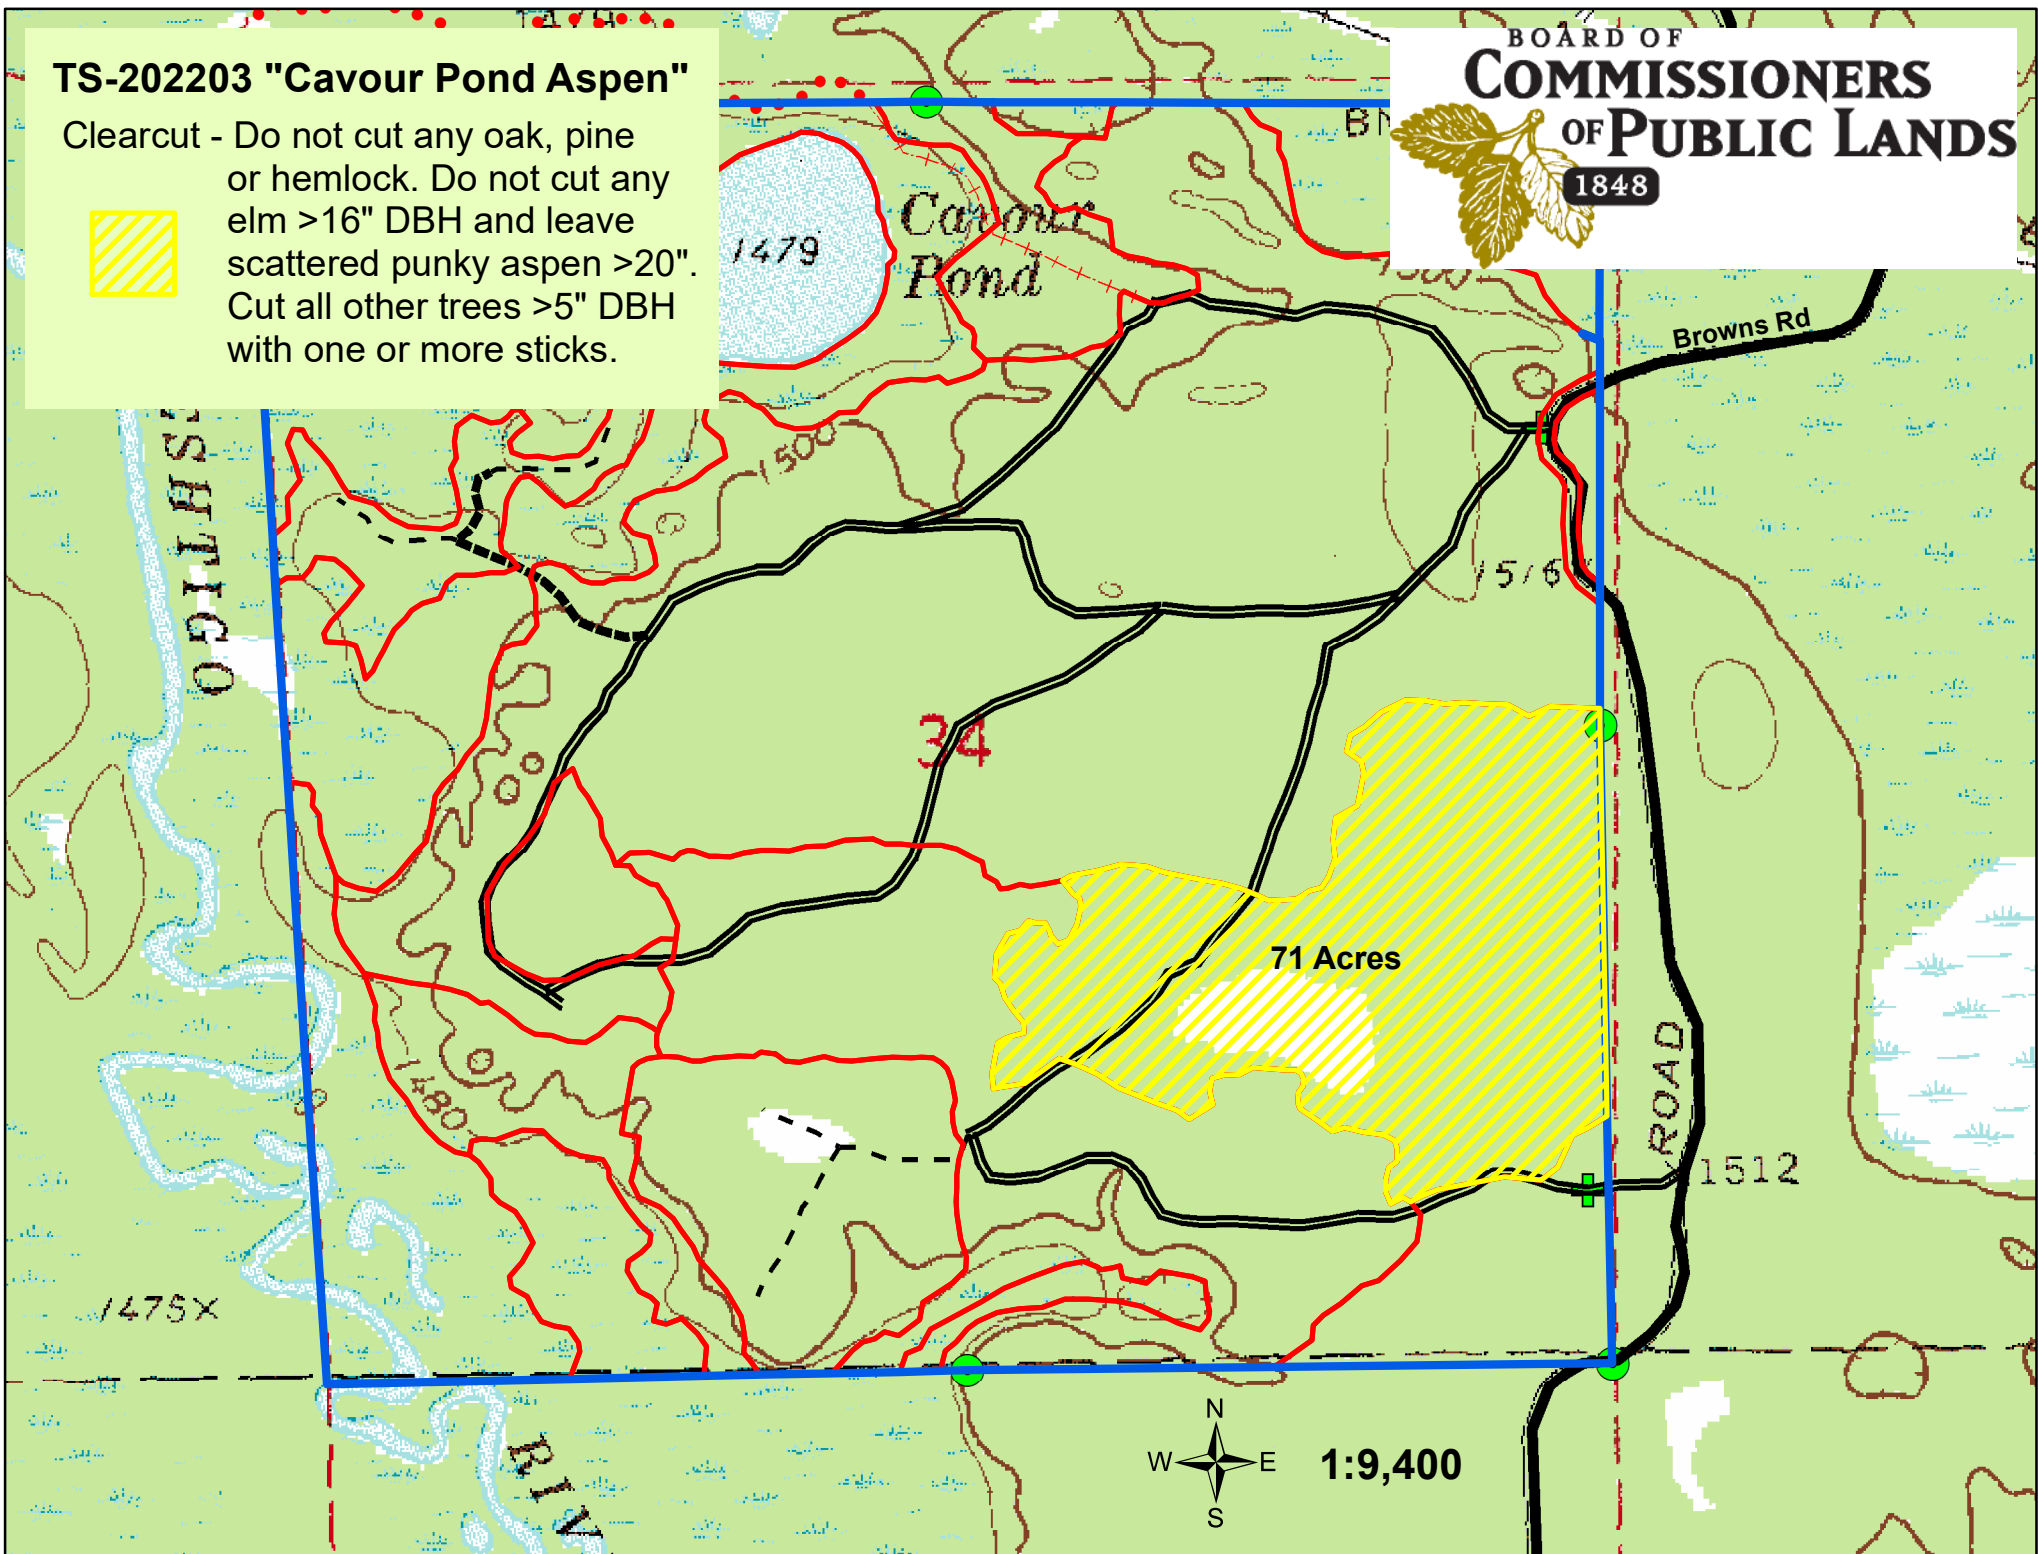 TS-202203 "Cavour Pond Aspen"
Clearcut - Do not cut any oak, pine
or hemlock. Do not cut any
elm >16" DBH and leave
scattered punky aspen >20".
Cut all other trees >5" DBH
with one or more sticks.
BOARD OF
COMMISSIONERS
OF PUBLIC LANDS
1848
Cavour
Pond
1479
Browns Rd
1500
1516
34
71 Acres
1480
ROAD
1512
1475X
N
W E
S
1:9,400
RIV